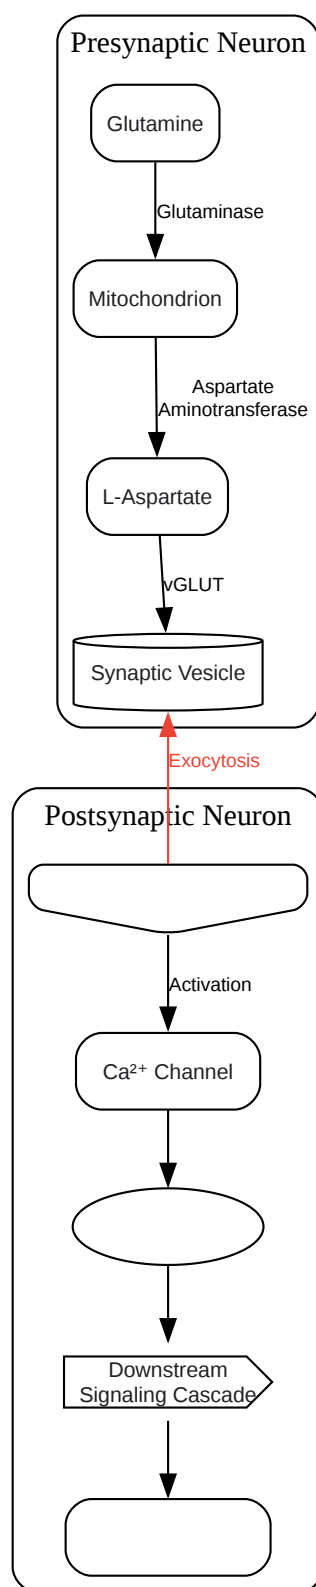 Presynaptic Neuron
Glutamine
Glutaminase
Mitochondrion
Aspartate
Aminotransferase
L-Aspartate
vGLUT
Synaptic Vesicle
Exocytosis
Postsynaptic Neuron
Activation
Ca²⁺ Channel
Downstream
Signaling Cascade